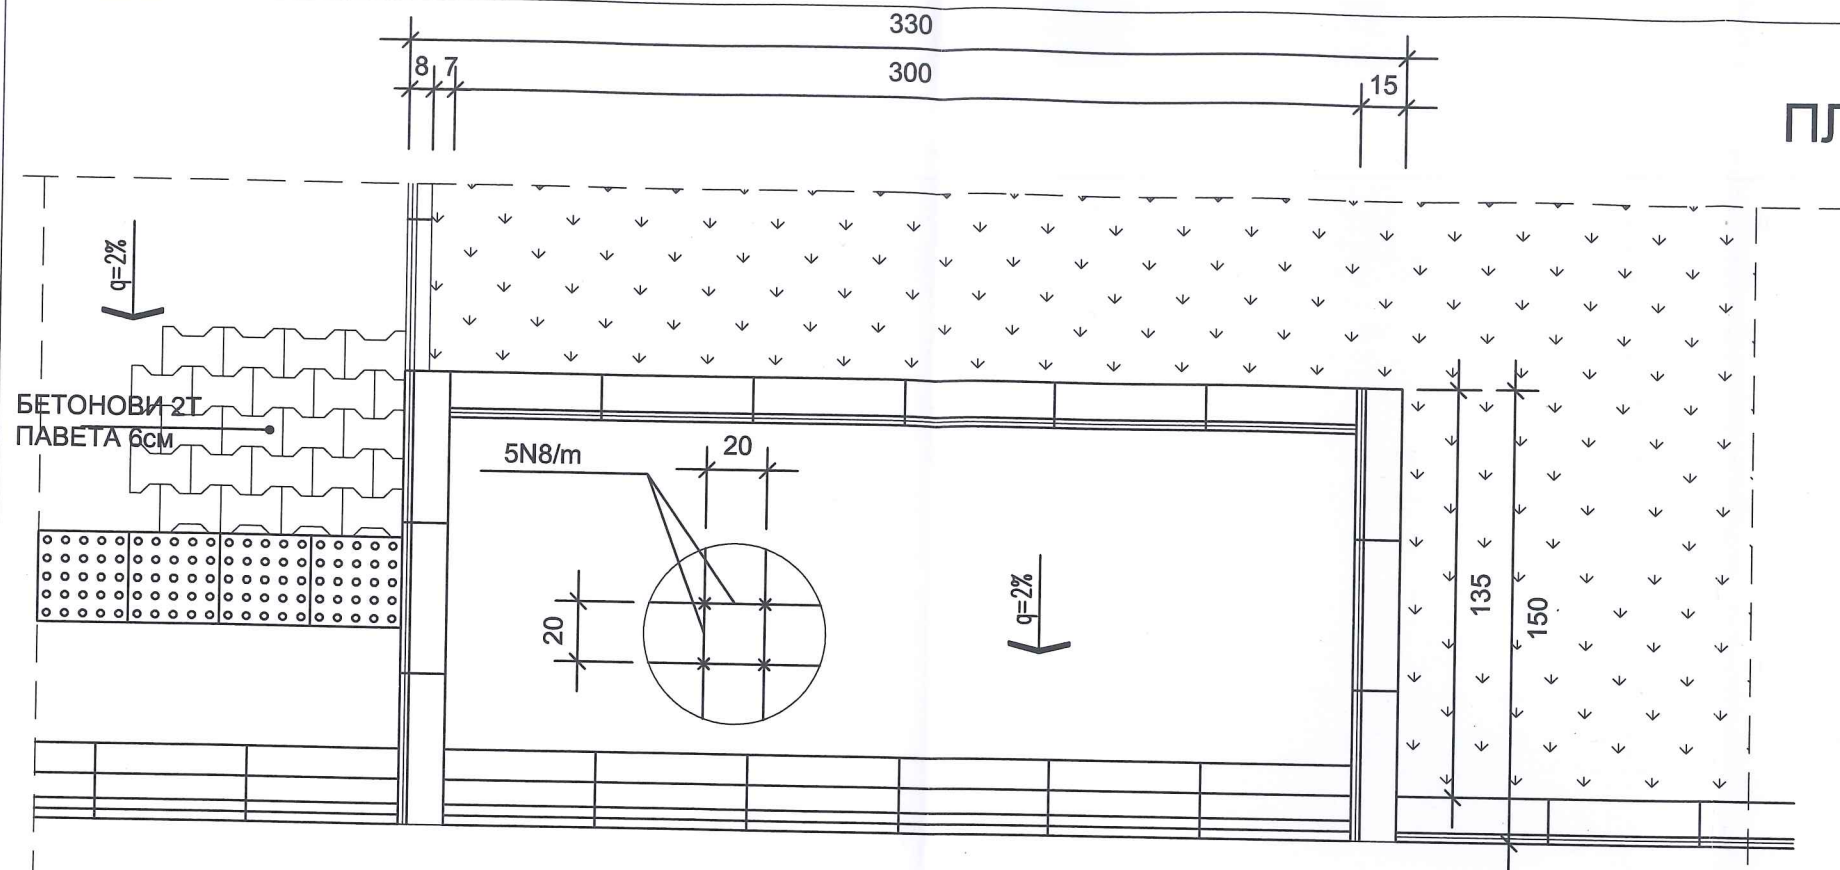 330
8 7 300 15
ПЛ
q=2%
БЕТОНОВИ 2Т
ПАВЕТА 6см
5N8/m
20
20
q=2%
135
150